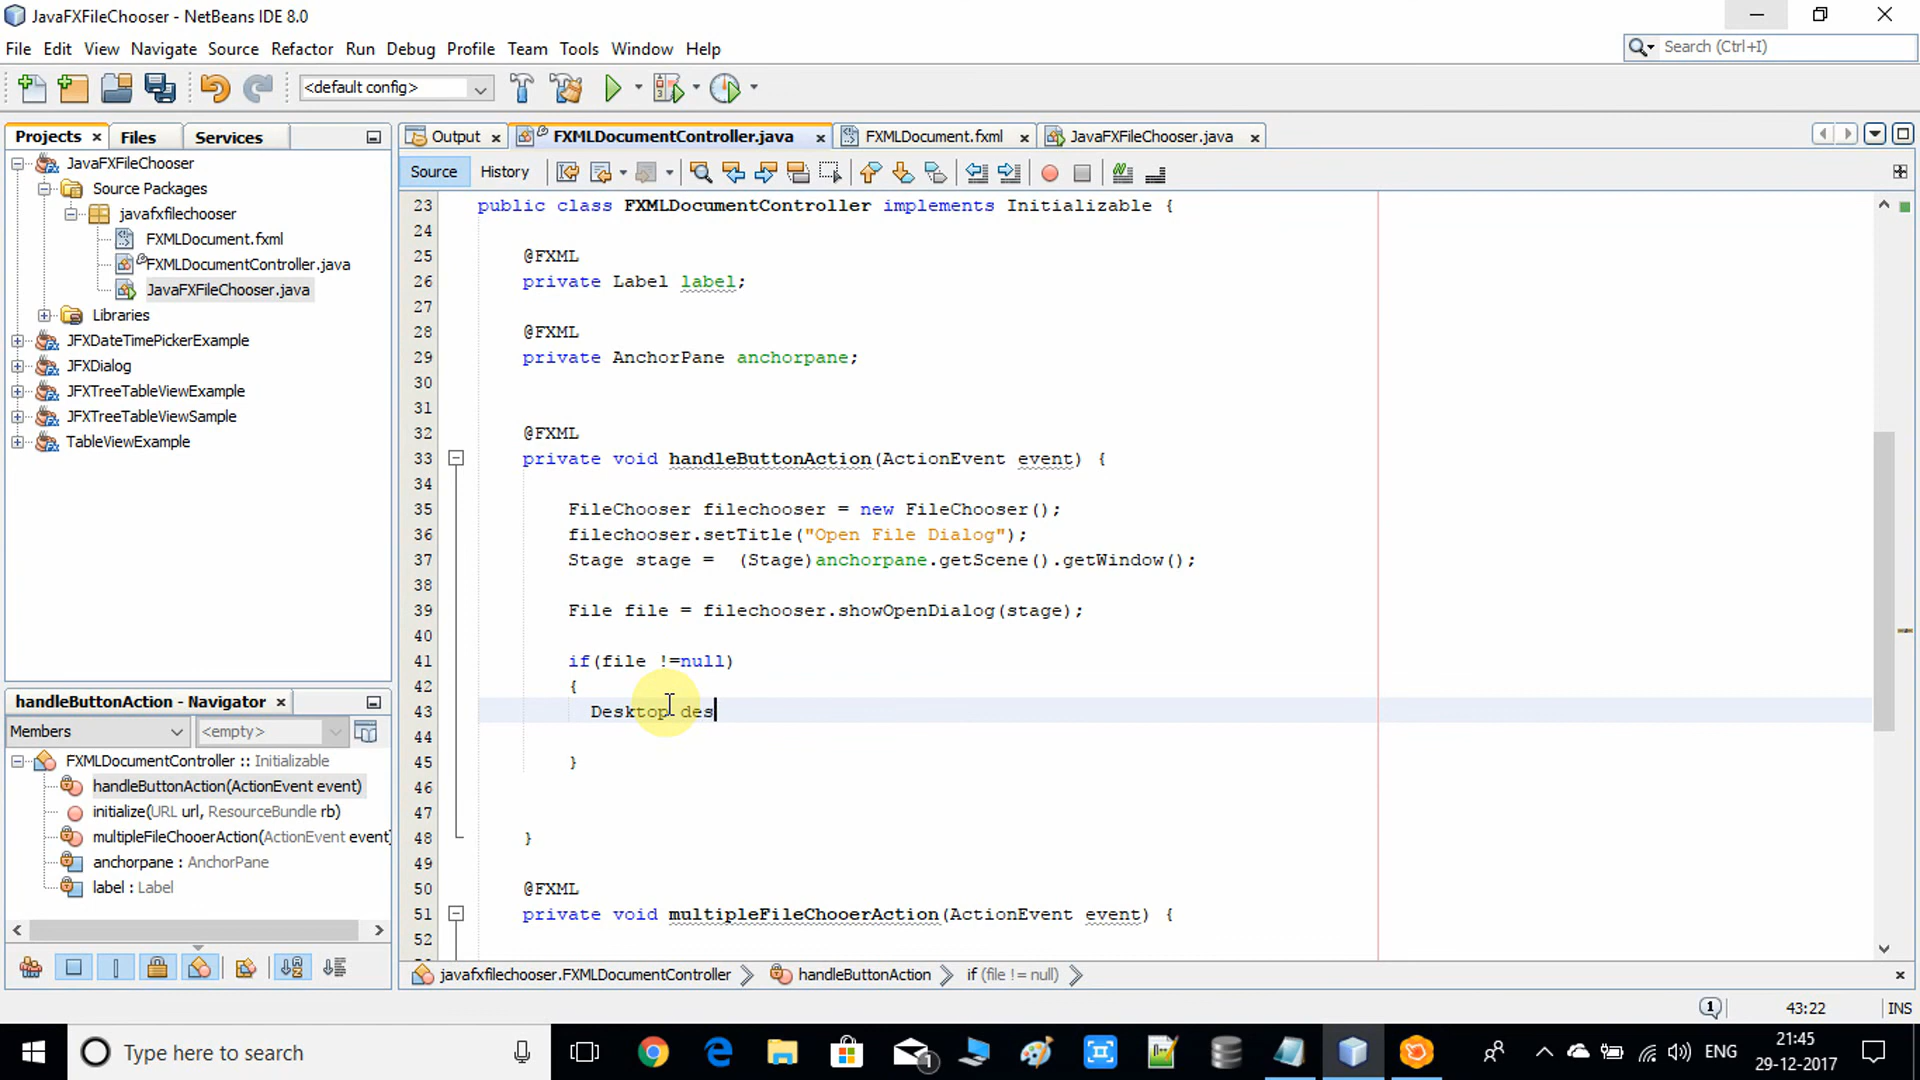 JavaFXFileChooser - NetBeans IDE 8.0
File Edit View Navigate Source Refactor Run Debug Profile Team Tools Window Help
Search (Ctrl+I)
<default config>
Projects Files Services
Output FXMLDocumentController.java FXMLDocument.fxml JavaFXFileChooser.java
Source History
JavaFXFileChooser
Source Packages
javafxfilechooser
FXMLDocument.fxml
FXMLDocumentController.java
JavaFXFileChooser.java
Libraries
JFXDateTimePickerExample
JFXDialog
JFXTreeTableViewExample
JFXTreeTableViewSample
TableViewExample
handleButtonAction - Navigator
Members <empty>
FXMLDocumentController :: Initializable
handleButtonAction(ActionEvent event)
initialize(URL url, ResourceBundle rb)
multipleFileChooerAction(ActionEvent event)
anchorpane : AnchorPane
label : Label
23 public class FXMLDocumentController implements Initializable {
24
25 @FXML
26 private Label label;
27
28 @FXML
29 private AnchorPane anchorpane;
30
31
32 @FXML
33 private void handleButtonAction(ActionEvent event) {
34
35 FileChooser filechooser = new FileChooser();
36 filechooser.setTitle("Open File Dialog");
37 Stage stage = (Stage)anchorpane.getScene().getWindow();
38
39 File file = filechooser.showOpenDialog(stage);
40
41 if(file !=null)
42 {
43 Desktop des
44
45 }
46
47
48 }
49
50 @FXML
51 private void multipleFileChooerAction(ActionEvent event) {
52
javafxfilechooser.FXMLDocumentController handleButtonAction if (file != null)
1 43:22 INS
Type here to search
1
ENG
21:45
29-12-2017